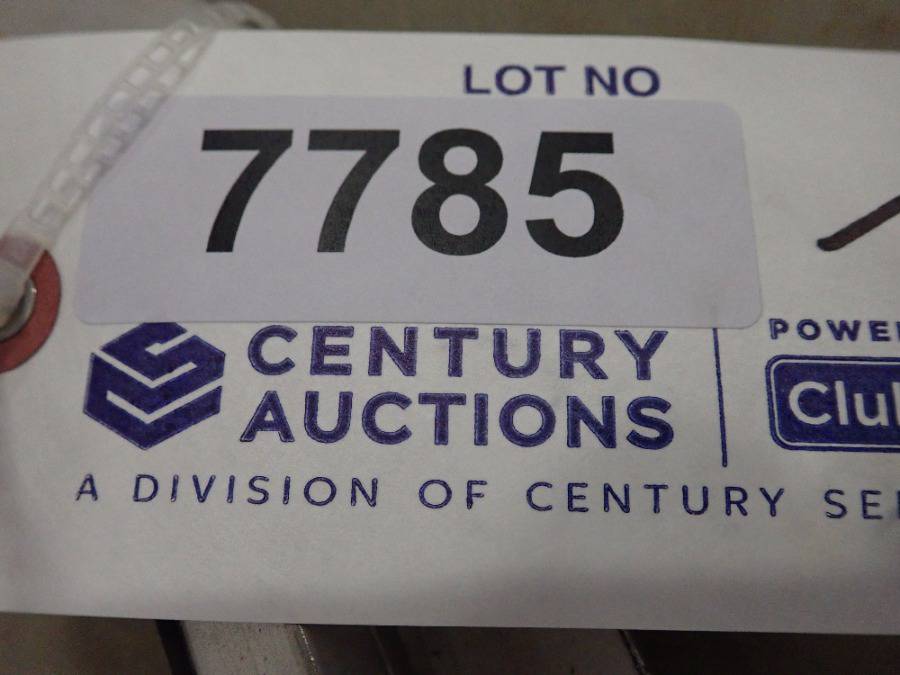 LOT NO
7785
CENTURY
AUCTIONS
A DIVISION OF CENTURY